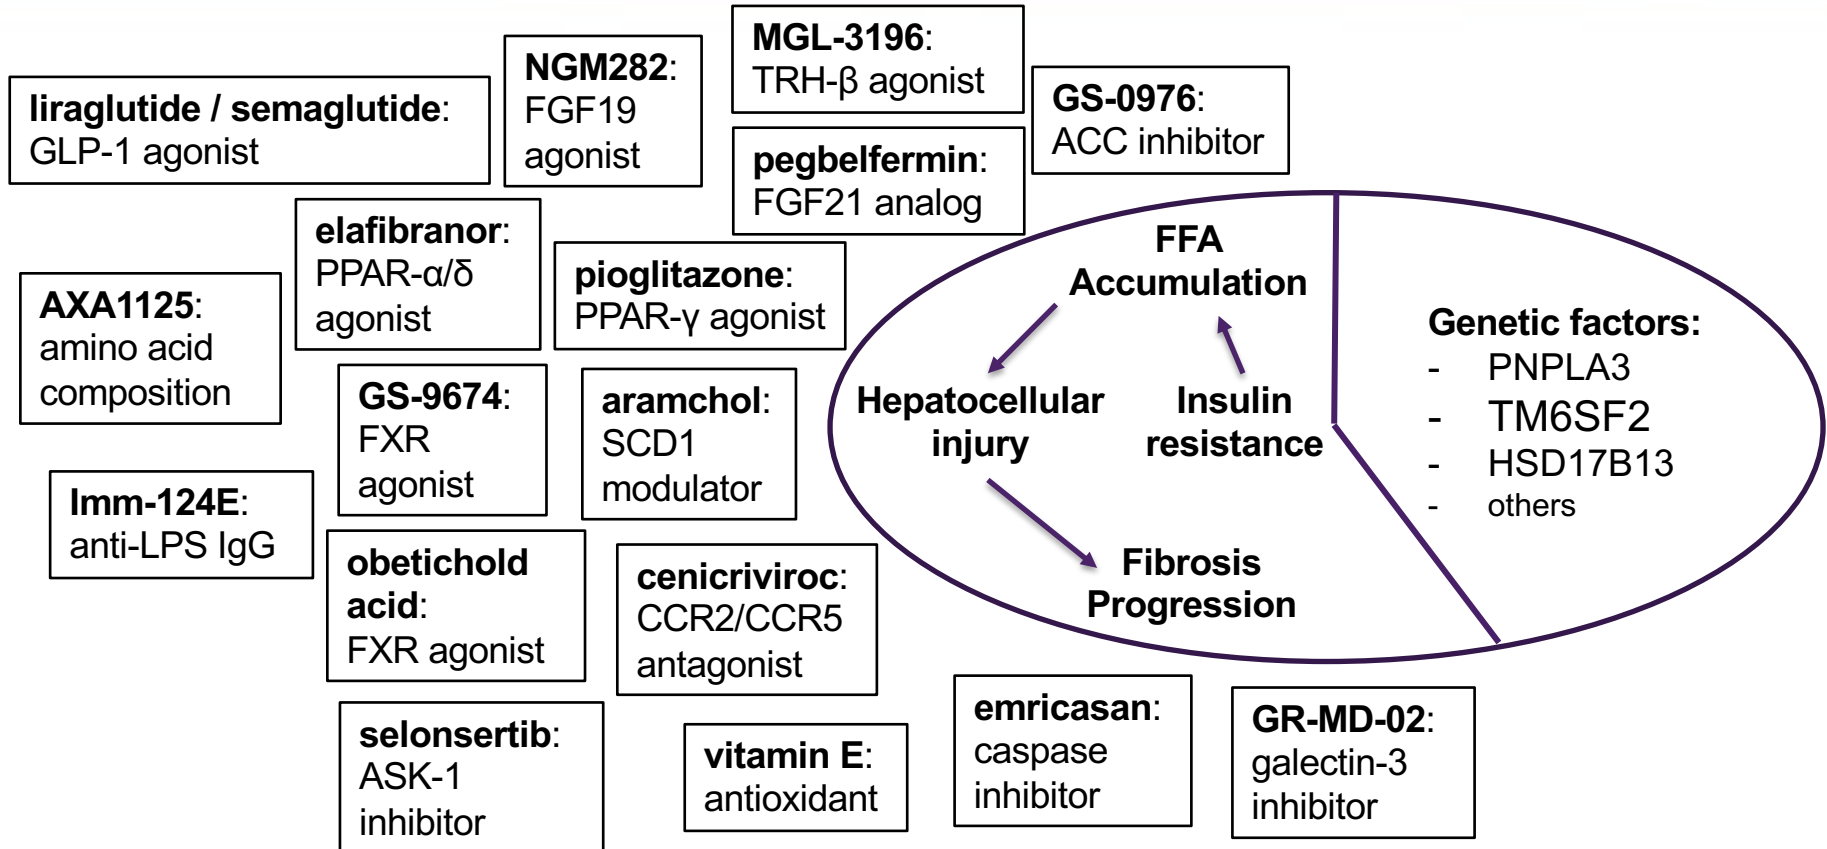 liraglutide / semaglutide:
GLP-1 agonist
NGM282:
FGF19
agonist
MGL-3196:
TRH-β agonist
GS-0976:
ACC inhibitor
pegbelfermin:
FGF21 analog
elafibranor:
PPAR-α/δ
agonist
pioglitazone:
PPAR-γ agonist
AXA1125:
amino acid
composition
GS-9674:
FXR
agonist
aramchol:
SCD1
modulator
Imm-124E:
anti-LPS IgG
obetichold
acid:
FXR agonist
cenicriviroc:
CCR2/CCR5
antagonist
selonsertib:
ASK-1
inhibitor
vitamin E:
antioxidant
emricasan:
caspase
inhibitor
GR-MD-02:
galectin-3
inhibitor
FFA
Accumulation
Hepatocellular
injury
Insulin
resistance
Fibrosis
Progression
Genetic factors:
- PNPLA3
- TM6SF2
- HSD17B13
- others